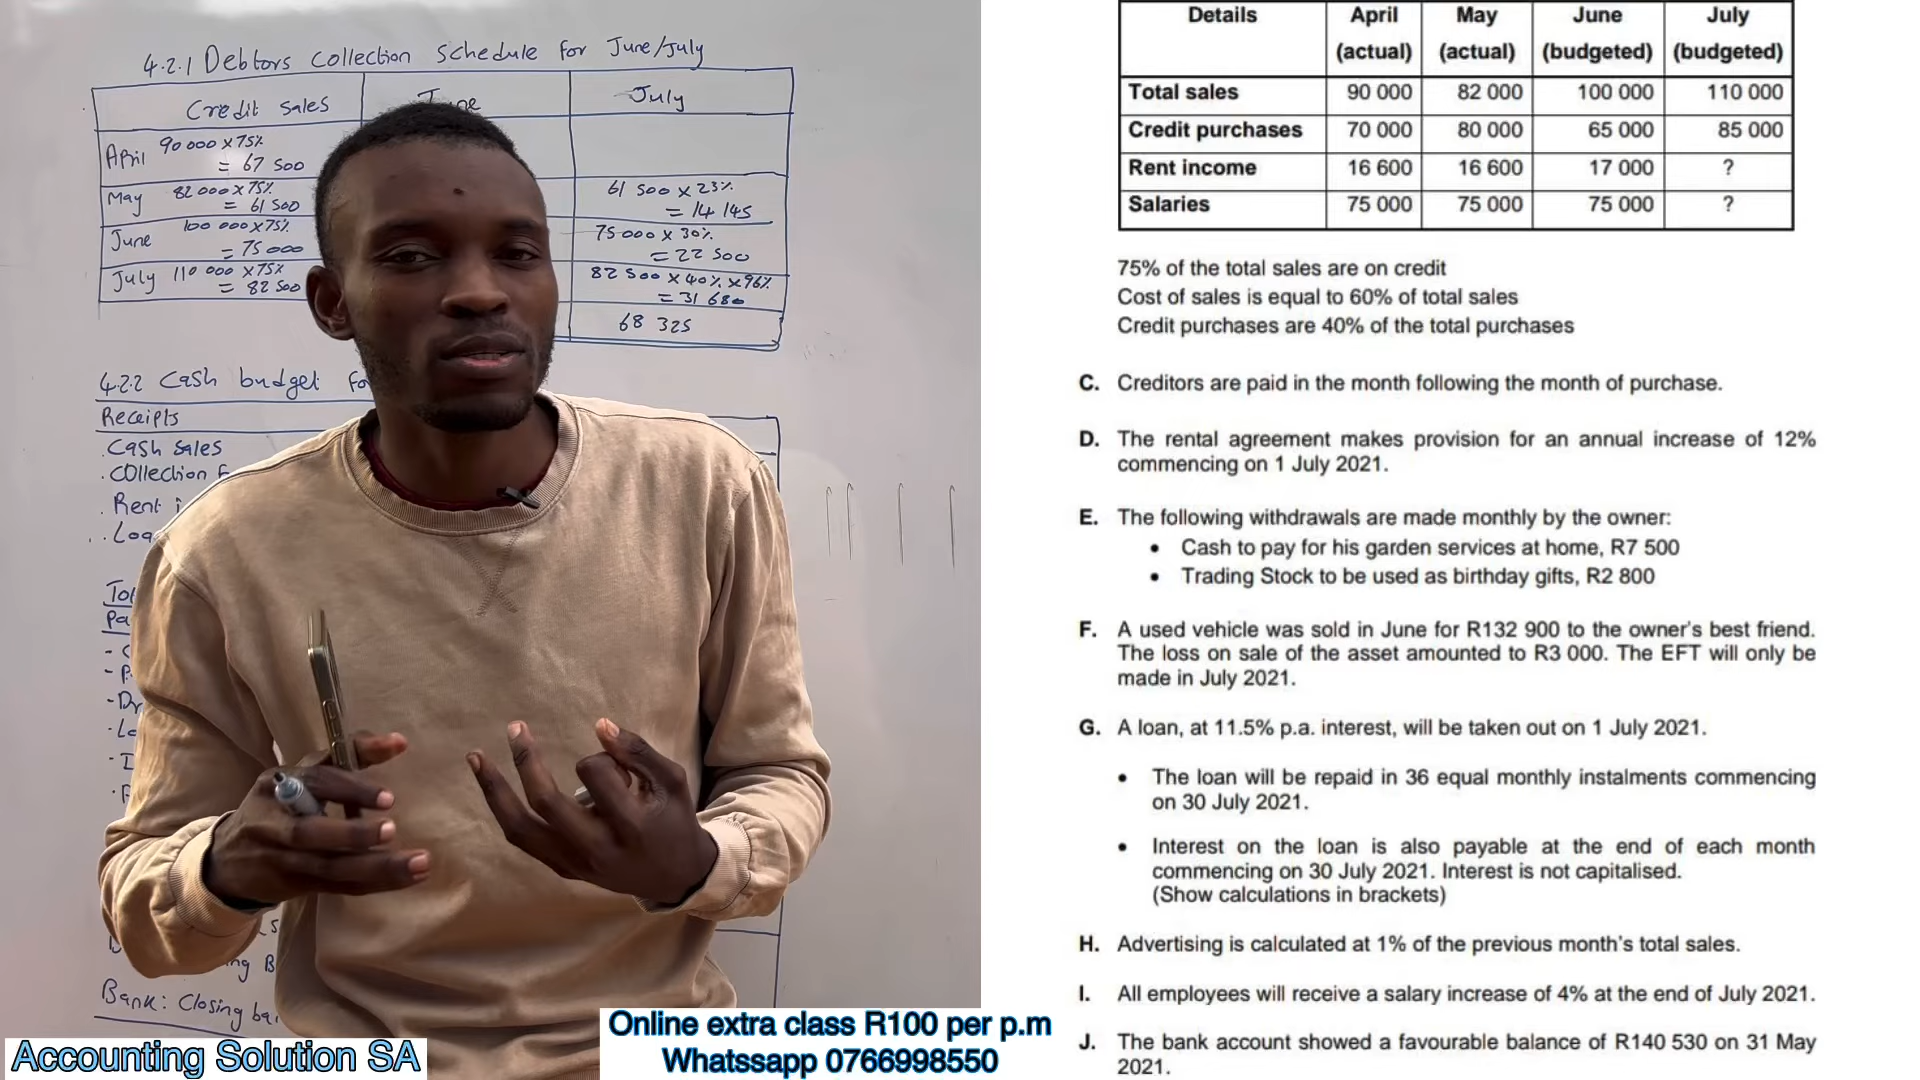 4.2.1 Debtors collection schedule for June/July
Credit sales June July
April 90 000 x 75%
= 67 500
May 82 000 x 75%
= 61 500
61 500 x 23%
= 14 145
June 100 000 x 75%
= 75 000
75 000 x 30%
= 22 500
July 110 000 x 75%
= 82 500
82 500 x 40% x 96%
= 31 680
68 325
4.2.2 Cash budget
Receipts
. Cash sales
. Collection
. Rent
Bank: Closing
Accounting Solution SA
Online extra class R100 per p.m
Whatssapp 0766998550
Details April (actual) May (actual) June (budgeted) July (budgeted)
Total sales 90 000 82 000 100 000 110 000
Credit purchases 70 000 80 000 65 000 85 000
Rent income 16 600 16 600 17 000 ?
Salaries 75 000 75 000 75 000 ?
75% of the total sales are on credit
Cost of sales is equal to 60% of total sales
Credit purchases are 40% of the total purchases
C. Creditors are paid in the month following the month of purchase.
D. The rental agreement makes provision for an annual increase of 12%
commencing on 1 July 2021.
E. The following withdrawals are made monthly by the owner:
• Cash to pay for his garden services at home, R7 500
• Trading Stock to be used as birthday gifts, R2 800
F. A used vehicle was sold in June for R132 900 to the owner's best friend.
The loss on sale of the asset amounted to R3 000. The EFT will only be
made in July 2021.
G. A loan, at 11.5% p.a. interest, will be taken out on 1 July 2021.
• The loan will be repaid in 36 equal monthly instalments commencing
on 30 July 2021.
• Interest on the loan is also payable at the end of each month
commencing on 30 July 2021. Interest is not capitalised.
(Show calculations in brackets)
H. Advertising is calculated at 1% of the previous month's total sales.
I. All employees will receive a salary increase of 4% at the end of July 2021.
J. The bank account showed a favourable balance of R140 530 on 31 May
2021.